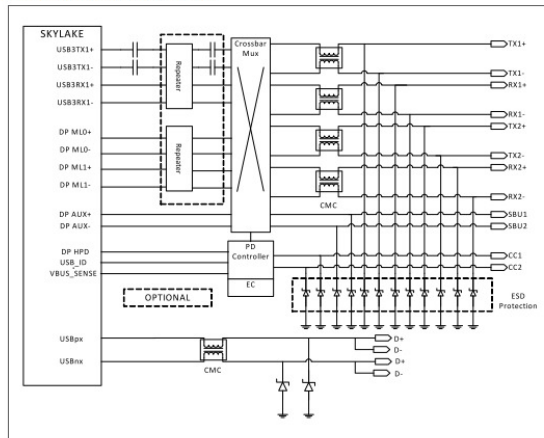 SKYLAKE
USB3TX1+
USB3TX1-
USB3RX1+
USB3RX1-
DP ML0+
DP ML0-
DP ML1+
DP ML1-
DP AUX+
DP AUX-
DP HPD
USB_ID
VBUS_SENSE
USBpx
USBnx
Repeater
Repeater
OPTIONAL
Crossbar
Mux
PD
Controller
EC
CMC
TX1+
TX1-
RX1+
RX1-
TX2+
TX2-
RX2+
RX2-
SBU1
SBU2
CC1
CC2
ESD
Protection
CMC
D+
D-
D+
D-